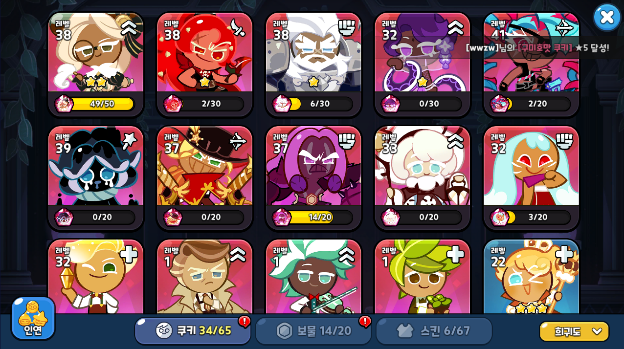 레벨 38
레벨 38
레벨 38
레벨 32
레벨 41
[wwzw]님의 [구미호맛 쿠키] ★5 달성!
49/50
2/30
6/30
0/30
2/20
레벨 39
레벨 37
레벨 37
레벨 33
레벨 32
0/20
0/20
14/20
0/20
3/20
레벨 32
레벨 1
레벨 1
레벨 1
레벨 22
인연
쿠키 34/65
보물 14/20
스킨 6/67
희귀도